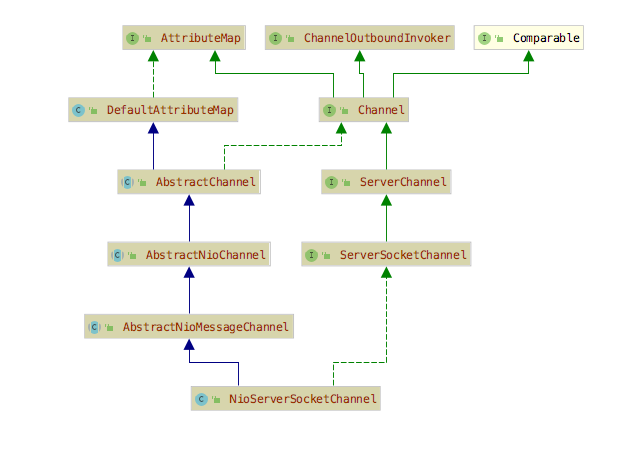 I AttributeMap
I ChannelOutboundInvoker
I Comparable
C DefaultAttributeMap
I Channel
C AbstractChannel
I ServerChannel
C AbstractNioChannel
I ServerSocketChannel
C AbstractNioMessageChannel
C NioServerSocketChannel